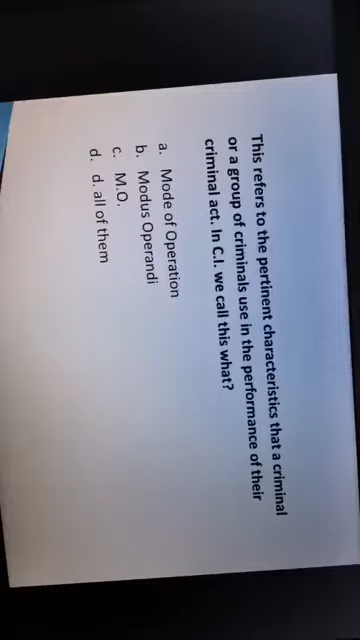 This refers to the pertinent characteristics that a criminal
or a group of criminals use in the performance of their
criminal act. In C.I. we call this what?
a. Mode of Operation
b. Modus Operandi
c. M.O.
d. d. all of them